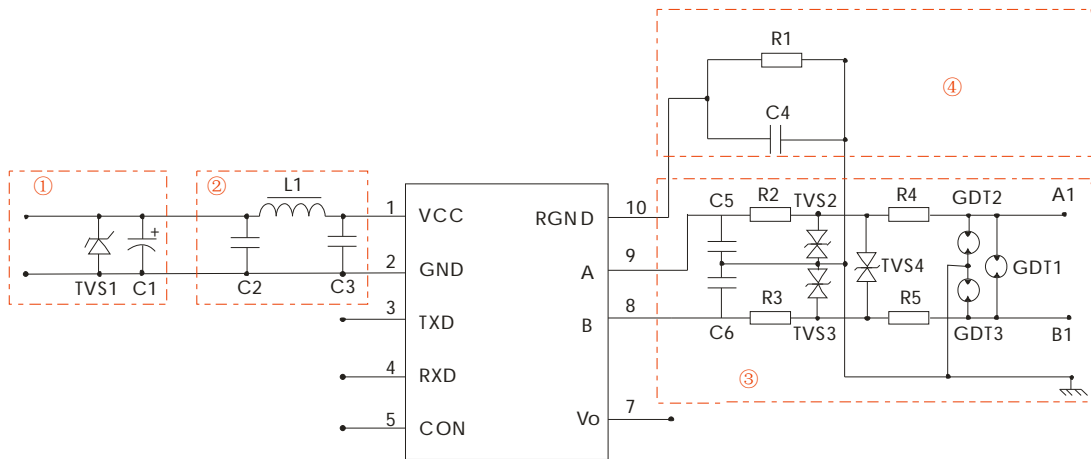 R1
④
C4
①
②
L1
C5
R2
TVS2
R4
GDT2
A1
1
VCC
RGND
10
9
A
TVS4
GDT1
2
GND
TVS1
C1
+
C2
C3
3
TXD
B
8
C6
R3
TVS3
R5
GDT3
B1
4
RXD
③
5
CON
Vo
7